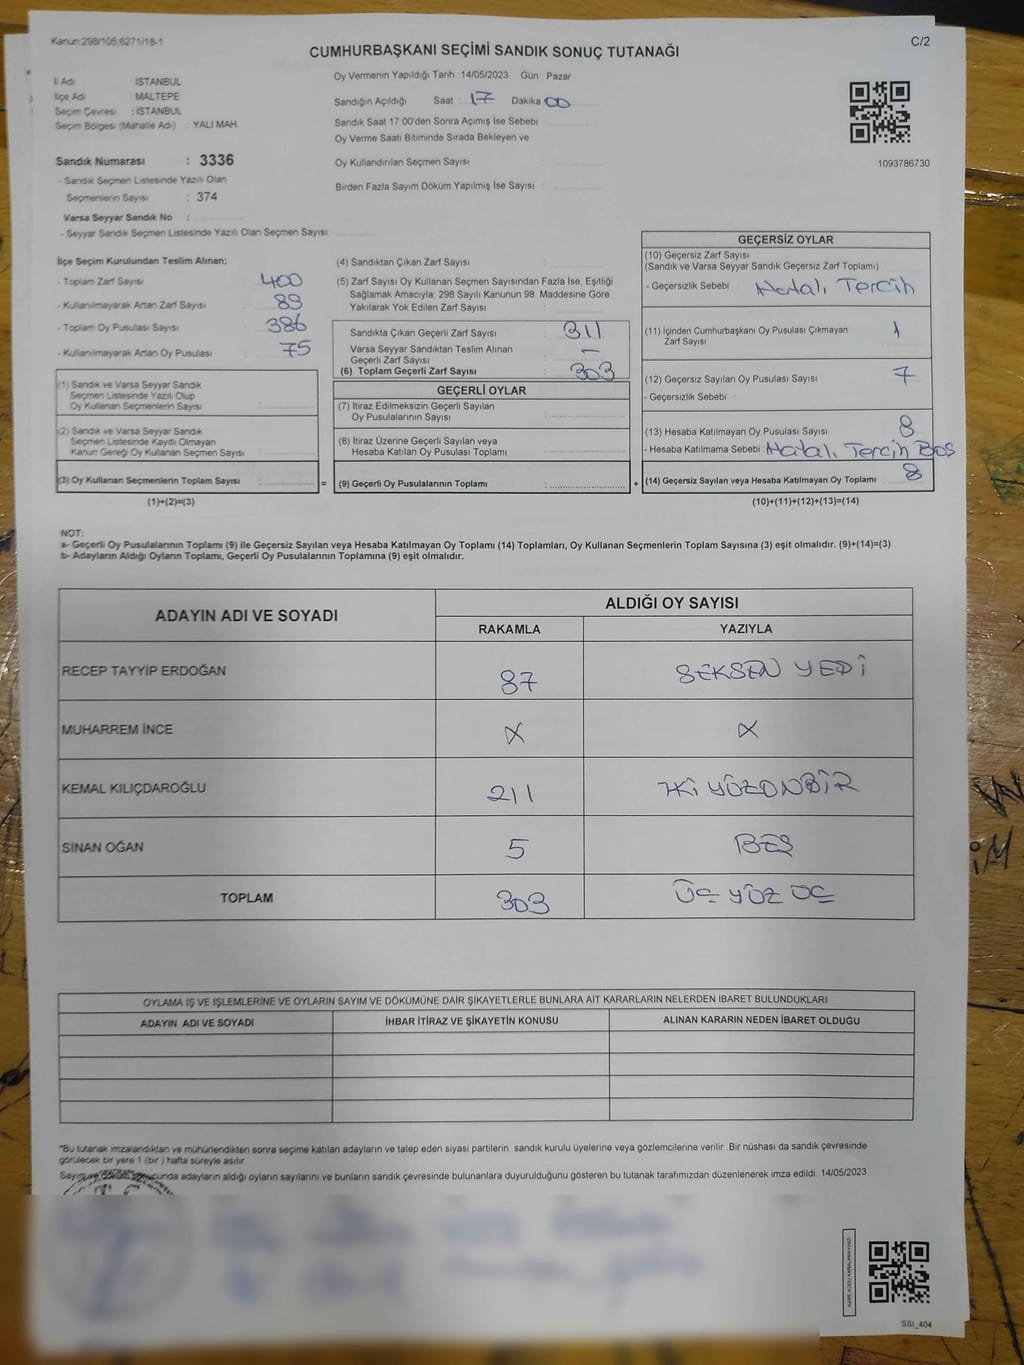 Kanun:298/105,6271/18-1
C/2
CUMHURBAŞKANI SEÇİMİ SANDIK SONUÇ TUTANAĞI
Oy Vermenin Yapıldığı Tarih :14/05/2023 Gün : Pazar
İl Adı : İSTANBUL
İlçe Adı : MALTEPE
Seçim Çevresi : İSTANBUL
Seçim Bölgesi (Mahalle Adı) : YALI MAH.
Sandığın Açıldığı Saat : 17 Dakika : 00
Sandık Saat 17:00'den Sonra Açımış İse Sebebi :
Oy Verme Saati Bitiminde Sırada Bekleyen ve
Oy Kullandırılan Seçmen Sayısı :
Birden Fazla Sayım Döküm Yapılmış İse Sayısı :
1093786730
Sandık Numarası : 3336
- Sandık Seçmen Listesinde Yazılı Olan
Seçmenlerin Sayısı : 374
Varsa Seyyar Sandık No :
- Seyyar Sandık Seçmen Listesinde Yazılı Olan Seçmen Sayısı:
İlçe Seçim Kurulundan Teslim Alınan;
- Toplam Zarf Sayısı : 400
- Kullanılmayarak Artan Zarf Sayısı : 89
- Toplam Oy Pusulası Sayısı : 386
- Kullanılmayarak Artan Oy Pusulası : 75
(1) Sandık ve Varsa Seyyar Sandık
Seçmen Listesinde Yazılı Olup
Oy Kullanan Seçmenlerin Sayısı :
(2) Sandık ve Varsa Seyyar Sandık
Seçmen Listesinde Kayıtlı Olmayan
Kanun Gereği Oy Kullanan Seçmen Sayısı :
(3) Oy Kullanan Seçmenlerin Toplam Sayısı :
(1)+(2)=(3)
(4) Sandıktan Çıkan Zarf Sayısı :
(5) Zarf Sayısı Oy Kullanan Seçmen Sayısından Fazla İse, Eşitliği
Sağlamak Amacıyla, 298 Sayılı Kanunun 98. Maddesine Göre
Yakılarak Yok Edilen Zarf Sayısı :
Sandıkta Çıkan Geçerli Zarf Sayısı : 311
Varsa Seyyar Sandıktan Teslim Alınan
Geçerli Zarf Sayısı : -
(6) Toplam Geçerli Zarf Sayısı : 303
GEÇERLİ OYLAR
(7) İtiraz Edilmeksizin Geçerli Sayılan
Oy Pusulalarının Sayısı :
(8) İtiraz Üzerine Geçerli Sayılan veya
Hesaba Katılan Oy Pusulası Toplamı :
= (9) Geçerli Oy Pusulalarının Toplamı : +
GEÇERSİZ OYLAR
(10) Geçersiz Zarf Sayısı
(Sandık ve Varsa Seyyar Sandık Geçersiz Zarf Toplamı) :
- Geçersizlik Sebebi : Hatalı Tercih
(11) İçinden Cumhurbaşkanı Oy Pusulası Çıkmayan
Zarf Sayısı : 1
(12) Geçersiz Sayılan Oy Pusulası Sayısı : 7
- Geçersizlik Sebebi :
(13) Hesaba Katılmayan Oy Pusulası Sayısı : 8
- Hesaba Katılmama Sebebi : Hatalı Tercih Boş
(14) Geçersiz Sayılan veya Hesaba Katılmayan Oy Toplamı : 8
(10)+(11)+(12)+(13)=(14)
NOT:
a- Geçerli Oy Pusulalarının Toplamı (9) ile Geçersiz Sayılan veya Hesaba Katılmayan Oy Toplamı (14) Toplamları, Oy Kullanan Seçmenlerin Toplam Sayısına (3) eşit olmalıdır. (9)+(14)=(3)
b- Adayların Aldığı Oyların Toplamı, Geçerli Oy Pusulalarının Toplamına (9) eşit olmalıdır.
ADAYIN ADI VE SOYADI ALDIĞI OY SAYISI
RAKAMLA YAZIYLA
RECEP TAYYİP ERDOĞAN 87 SEKSEN YEDİ
MUHARREM İNCE X X
KEMAL KILIÇDAROĞLU 211 İKİ YÜZ ON BİR
SİNAN OĞAN 5 BEŞ
TOPLAM 303 ÜÇ YÜZ ÜÇ
OYLAMA İŞ VE İŞLEMLERİNE VE OYLARIN SAYIM VE DÖKÜMÜNE DAİR ŞİKAYETLERLE BUNLARA AİT KARARLARIN NELERDEN İBARET BULUNDUKLARI
ADAYIN ADI VE SOYADI İHBAR İTİRAZ VE ŞİKAYETİN KONUSU ALINAN KARARIN NEDEN İBARET OLDUĞU
*Bu tutanak imzalandıktan ve mühürlendikten sonra seçime katılan adayların ve talep eden siyasi partilerin sandık kurulu üyelerine veya gözlemcilerine verilir. Bir nüshası da sandık çevresinde
görülecek bir yere 1 (bir ) hafta süreyle asılır.
adayların aldığı oyların sayılarını ve bunların sandık çevresinde bulunanlara duyurulduğunu gösteren bu tutanak tarafımızdan düzenlenerek imza edildi. 14/05/2023
SSI_404